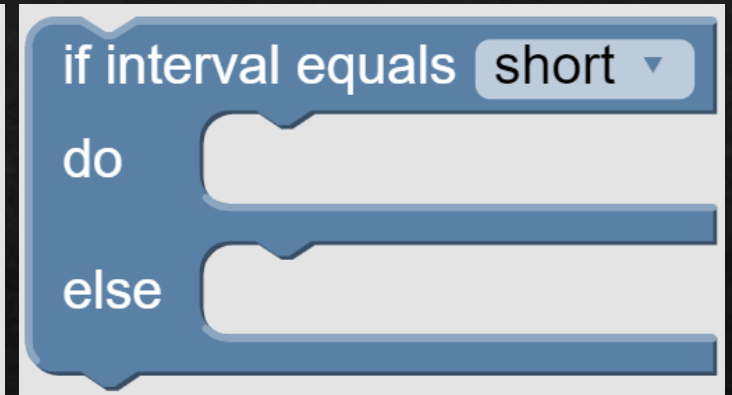 if interval equals short
do
else